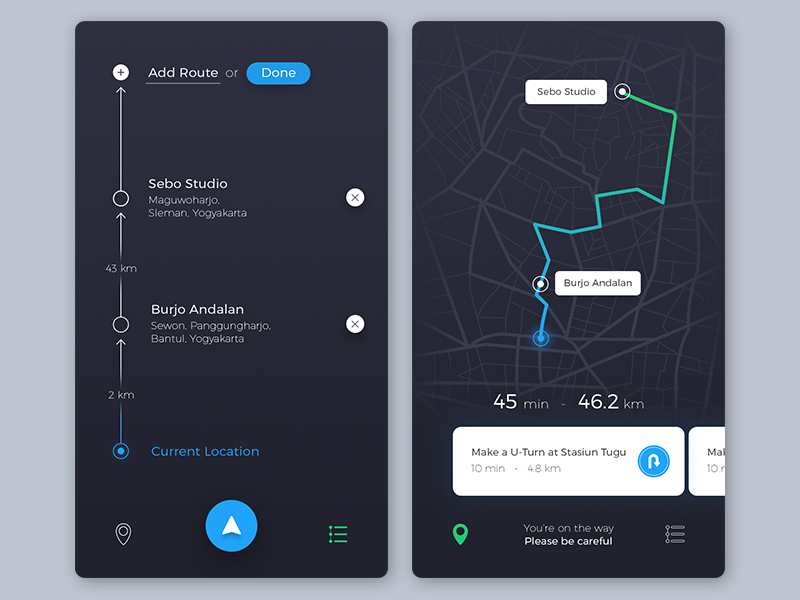 Add Route or Done
Sebo Studio
Maguwoharjo,
Sleman, Yogyakarta
43 km
Burjo Andalan
Sewon, Panggungharjo,
Bantul, Yogyakarta
2 km
Current Location
Sebo Studio
Burjo Andalan
45 min - 46.2 km
Make a U-Turn at Stasiun Tugu
10 min - 4.8 km
Mak
10 m
You're on the way
Please be careful